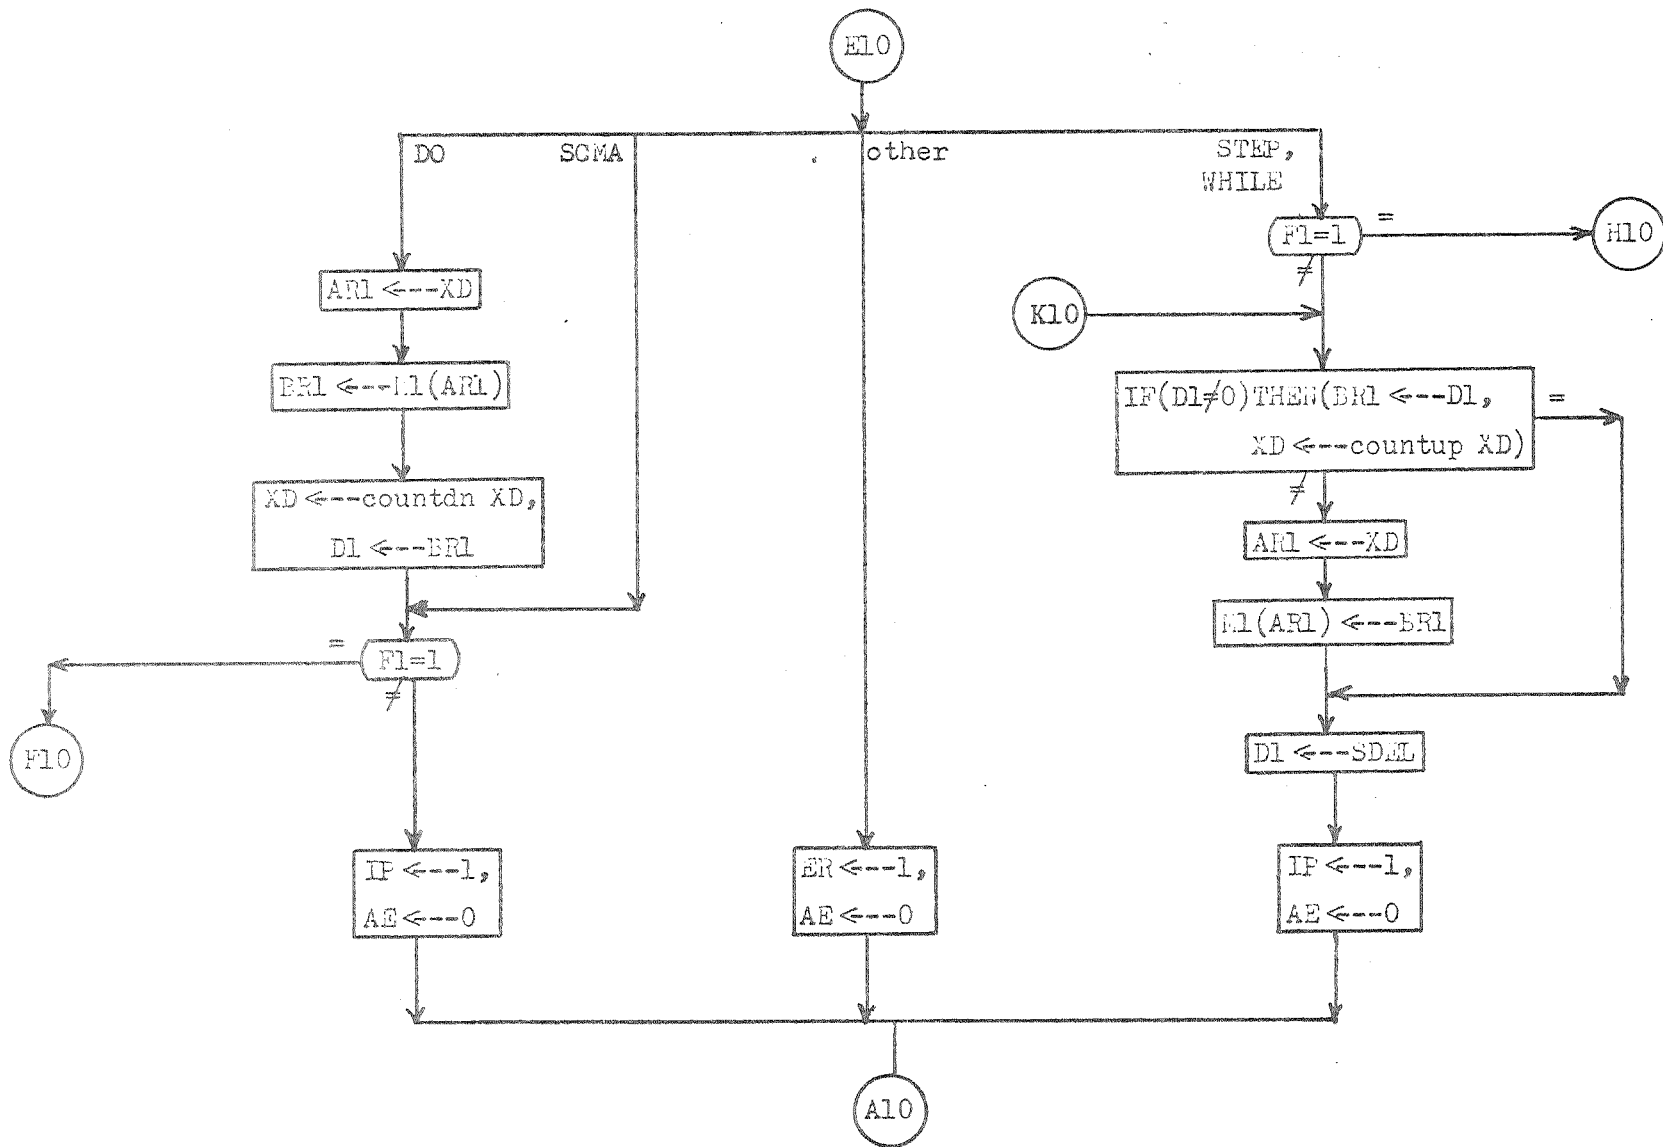 E10
DO
SCMA
other
STEP,
WHILE
F1=1
=
≠
H10
K10
AR1 <---XD
BR1 <---M1(AR1)
XD <---countdn XD,
D1 <---BR1
IF(D1≠0)THEN(BR1 <---D1,
XD <---countup XD)
=
≠
AR1 <---XD
M1(AR1) <---BR1
=
F1=1
≠
F10
D1 <---SDEL
IP <---1,
AE <---0
ER <---1,
AE <---0
IP <---1,
AE <---0
A10